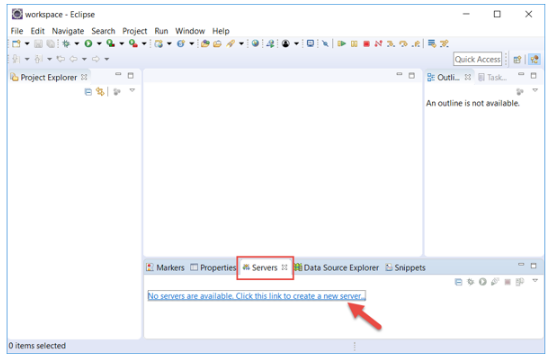 workspace - Eclipse
File Edit Navigate Search Project Run Window Help
Quick Access
Project Explorer
Outli...
Task...
An outline is not available.
Markers Properties Servers Data Source Explorer Snippets
No servers are available. Click this link to create a new server...
0 items selected